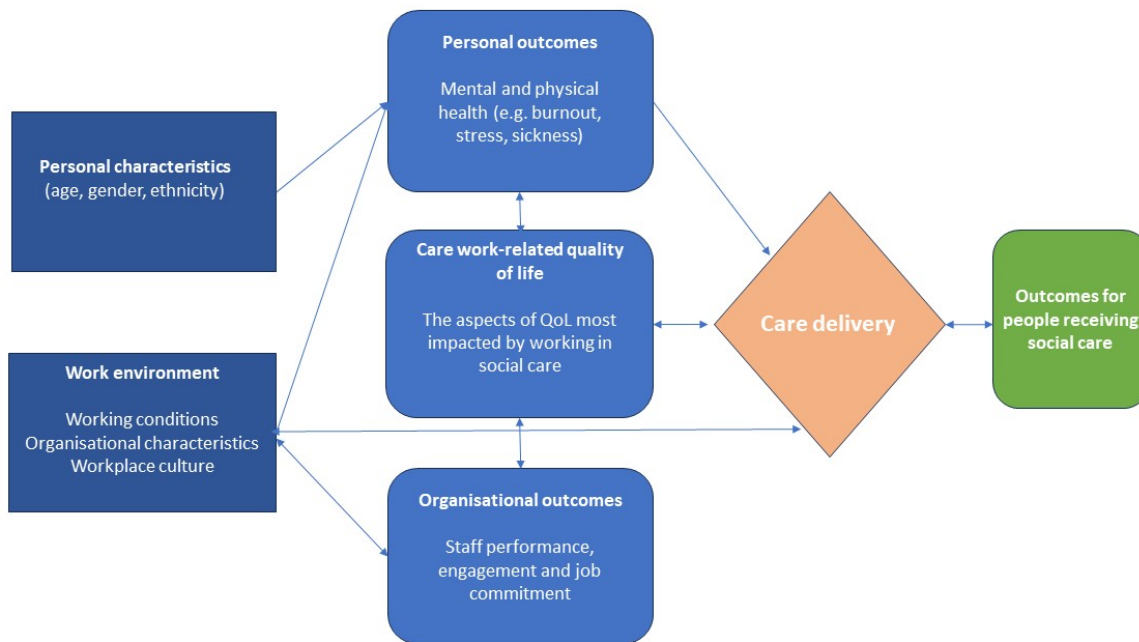 Personal outcomes
Mental and physical
health (e.g. burnout,
stress, sickness)
Personal characteristics
(age, gender, ethnicity)
Care work-related quality
of life
The aspects of QoL most
impacted by working in
social care
Care delivery
Outcomes for
people receiving
social care
Work environment
Working conditions
Organisational characteristics
Workplace culture
Organisational outcomes
Staff performance,
engagement and job
commitment